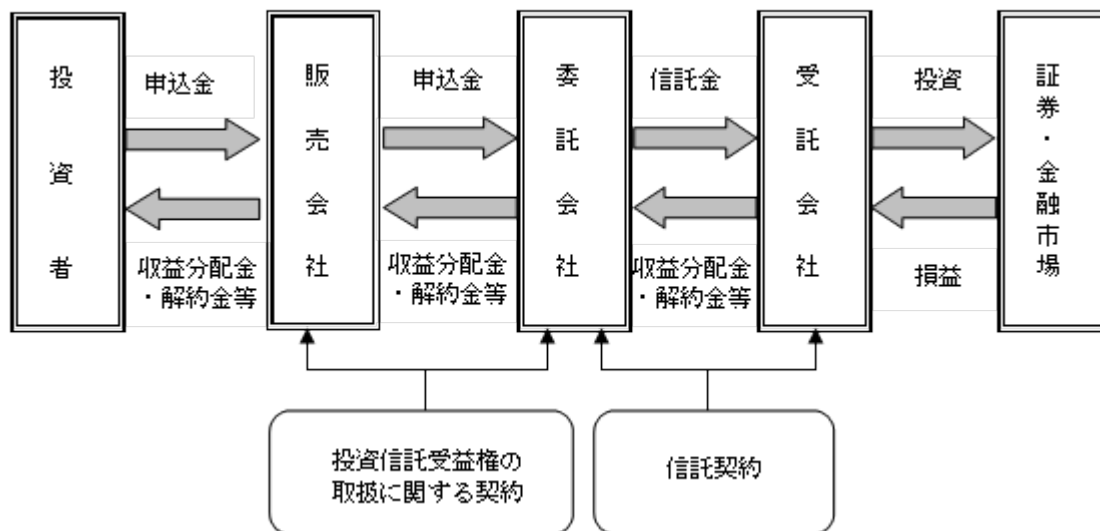 投資者
申込金
収益分配金
・解約金等
販売会社
申込金
収益分配金
・解約金等
委託会社
信託金
収益分配金
・解約金等
受託会社
投資
損益
証券・金融市場
投資信託受益権の
取扱に関する契約
信託契約